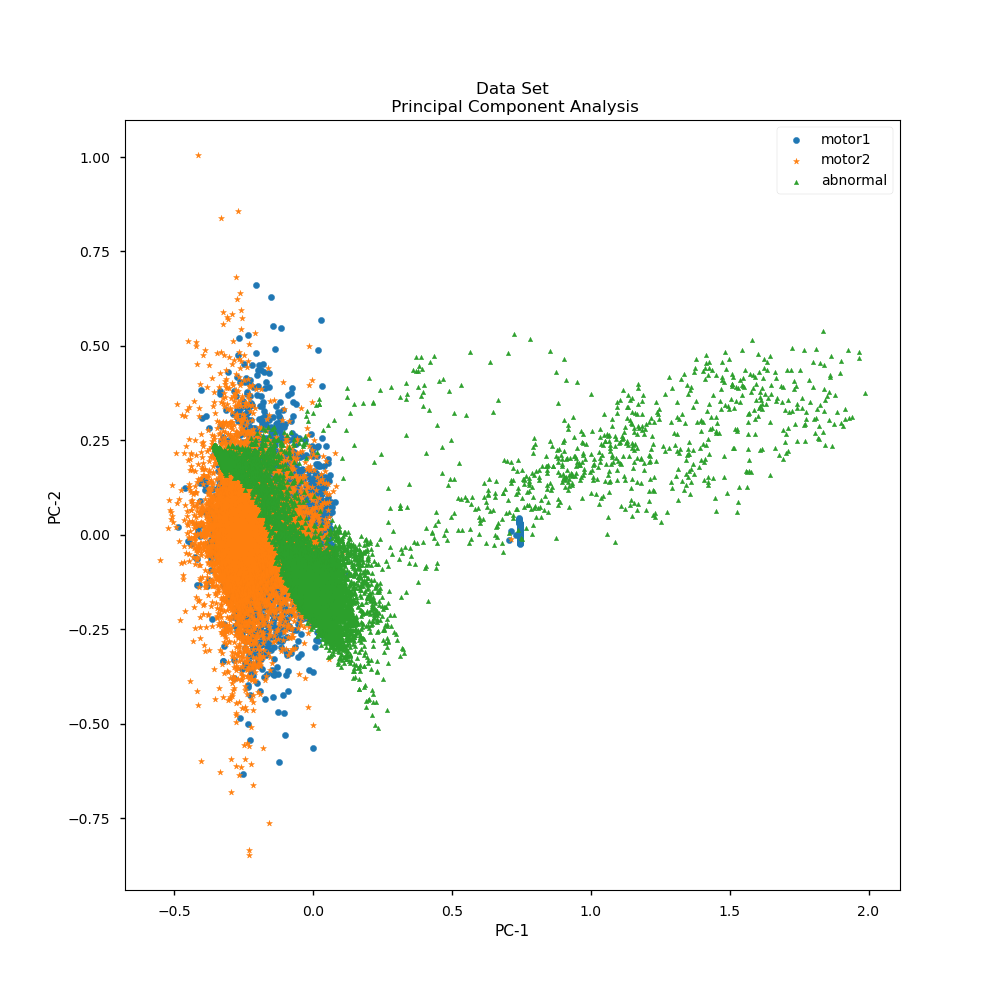 Data Set
Principal Component Analysis
motor1
motor2
abnormal
1.00
0.75
0.50
0.25
0.00
−0.25
−0.50
−0.75
PC-2
−0.5
0.0
0.5
1.0
1.5
2.0
PC-1